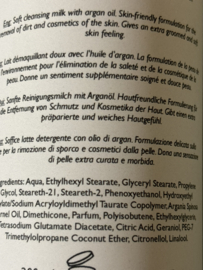 Eng. Soft cleansing milk with argan oil. Skin-friendly formulation for the
removal of dirt and cosmetics of the skin. Gives an extra groomed and soft
skin feeling.
Lait démaquillant doux avec l'huile d'argan. La formulation de
l'environnement pour l'élimination de la saleté et de la cosmétique de la
peau. Donne un sentiment supplémentaire soigné et douce peau.
Sanfte Reinigungsmilch mit Arganöl. Hautfreundliche Formulierung
die Entfernung von Schmutz und Kosmetika der Haut Gibt einen extra
präparierte und weiches Hautgefühl.
Soffice latte detergente con olio di argan. Formulazione delicata sulla
pelle per la rimozione di sporco e cosmetici dalla pelle. Dona una sensazione
di pelle extra curata e morbida.
Ingredients: Aqua, Ethylhexyl Stearate, Glyceryl Stearate, Propylene
Glycol, Steareth-21, Steareth-2, Phenoxyethanol, Hydroxyethyl
Acrylate/Sodium Acryloyldimethyl Taurate Copolymer, Argania Spinosa
Kernel Oil, Dimethicone, Parfum, Polyisobutene, Ethylhexylglycerin,
Tetrasodium Glutamate Diacetate, Citric Acid, Geraniol, PEG-7
Trimethylolpropane Coconut Ether, Citronellol, Linalool.